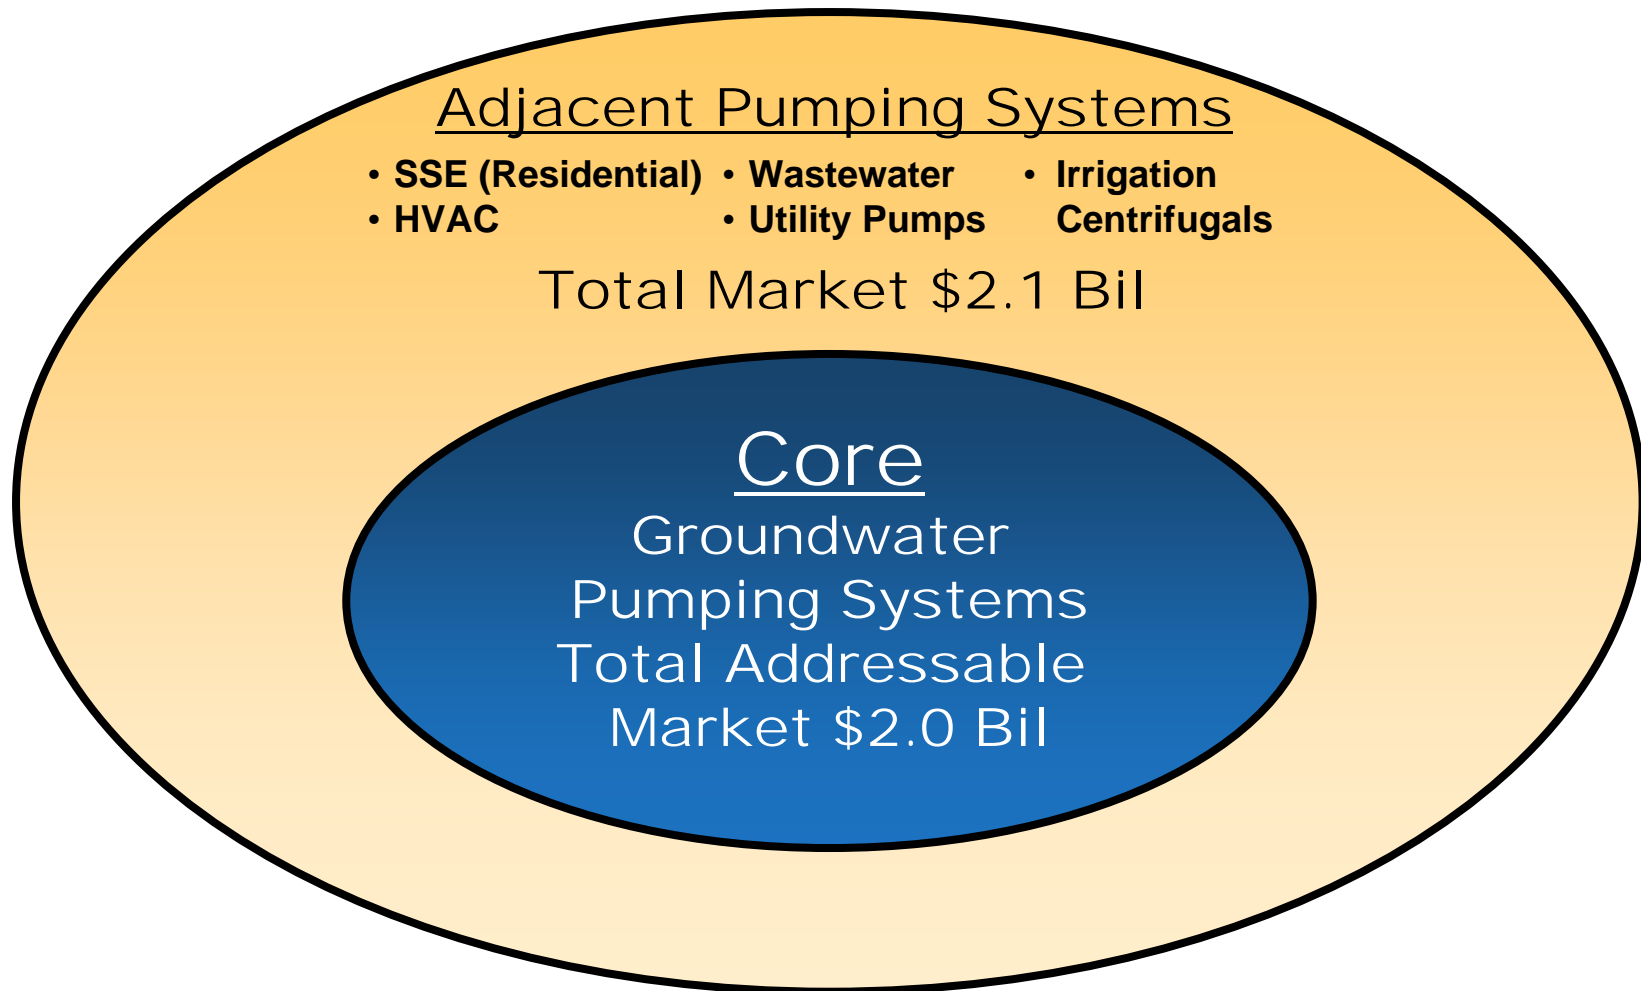 Adjacent Pumping Systems
• SSE (Residential) • Wastewater • Irrigation
• HVAC • Utility Pumps Centrifugals
Total Market $2.1 Bil
Core
Groundwater
Pumping Systems
Total Addressable
Market $2.0 Bil